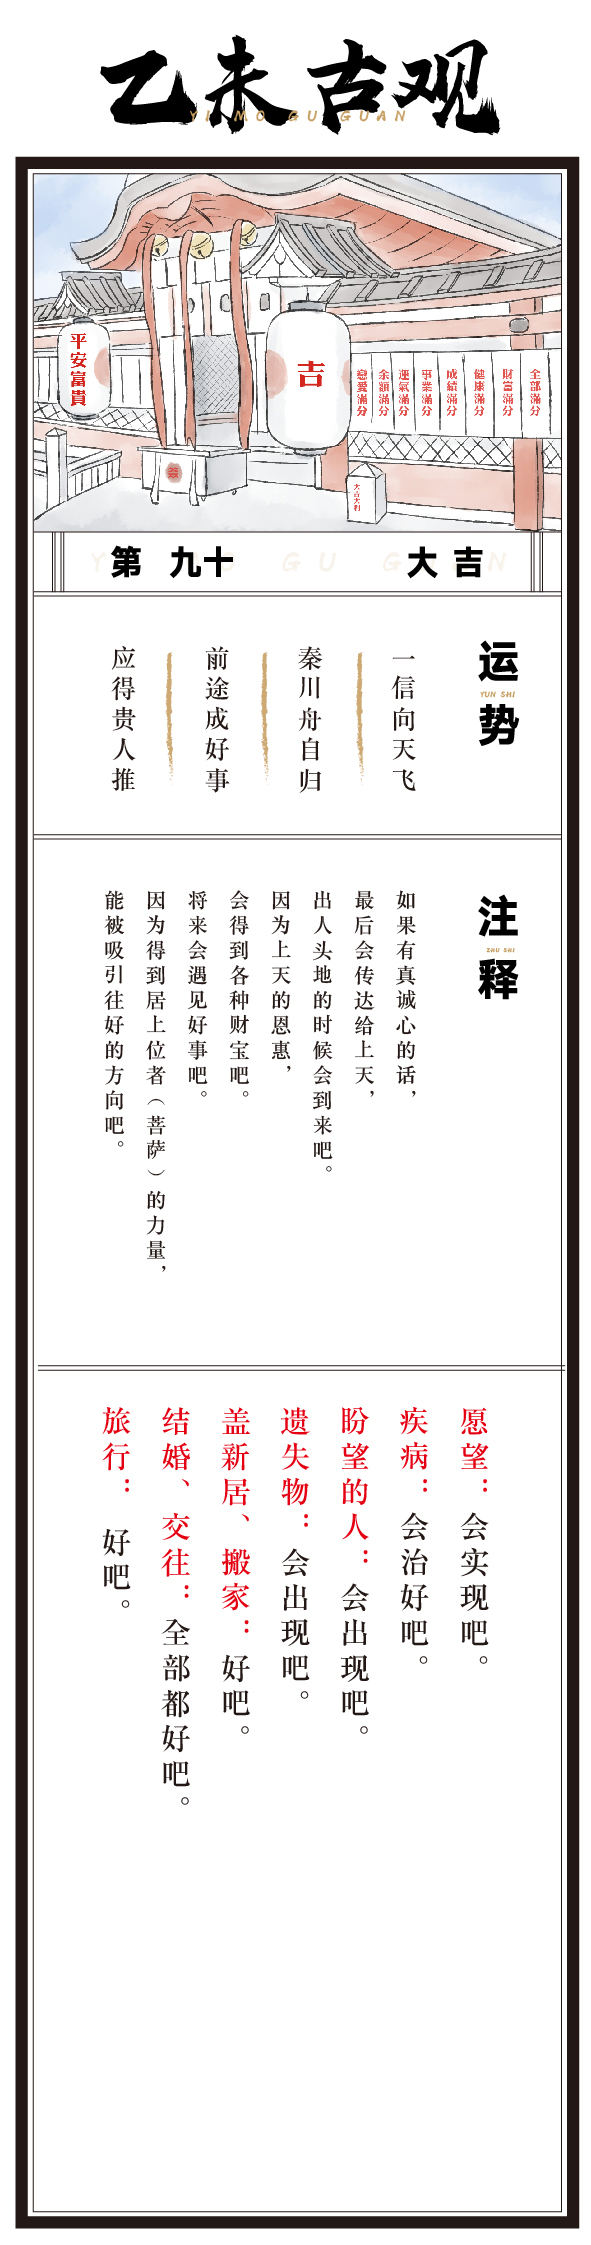 乙未古观
YI MO GU GUAN
平安富貴
吉
戀愛滿分
余額滿分
運氣滿分
事業滿分
成績滿分
健康滿分
財富滿分
全部滿分
大吉大利
第 九十
大 吉
运势
YUN SHI
一信向天飞
秦川舟自归
前途成好事
应得贵人推
注释
ZHU SHI
如果有真诚心的话，
最后会传达给上天，
出人头地的时候会到来吧。
因为上天的恩惠，
会得到各种财宝吧。
将来会遇见好事吧。
因为得到居上位者（菩萨）的力量，
能被吸引往好的方向吧。
愿望：会实现吧。
疾病：会治好吧。
盼望的人：会出现吧。
遗失物：会出现吧。
盖新居、搬家：好吧。
结婚、交往：全部都好吧。
旅行： 好吧。